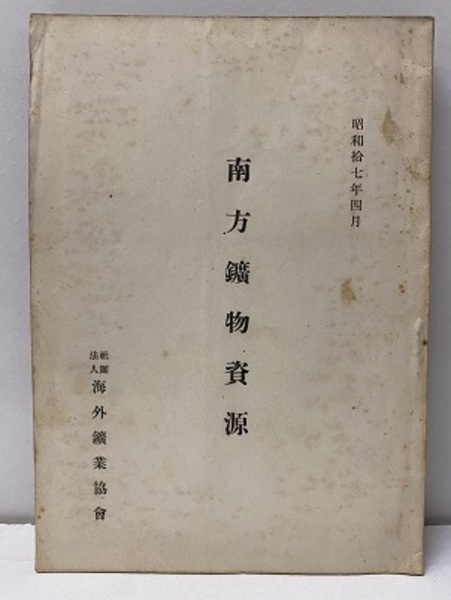 昭和拾七年四月
南方鑛物資源
社團法人 海外鑛業協會